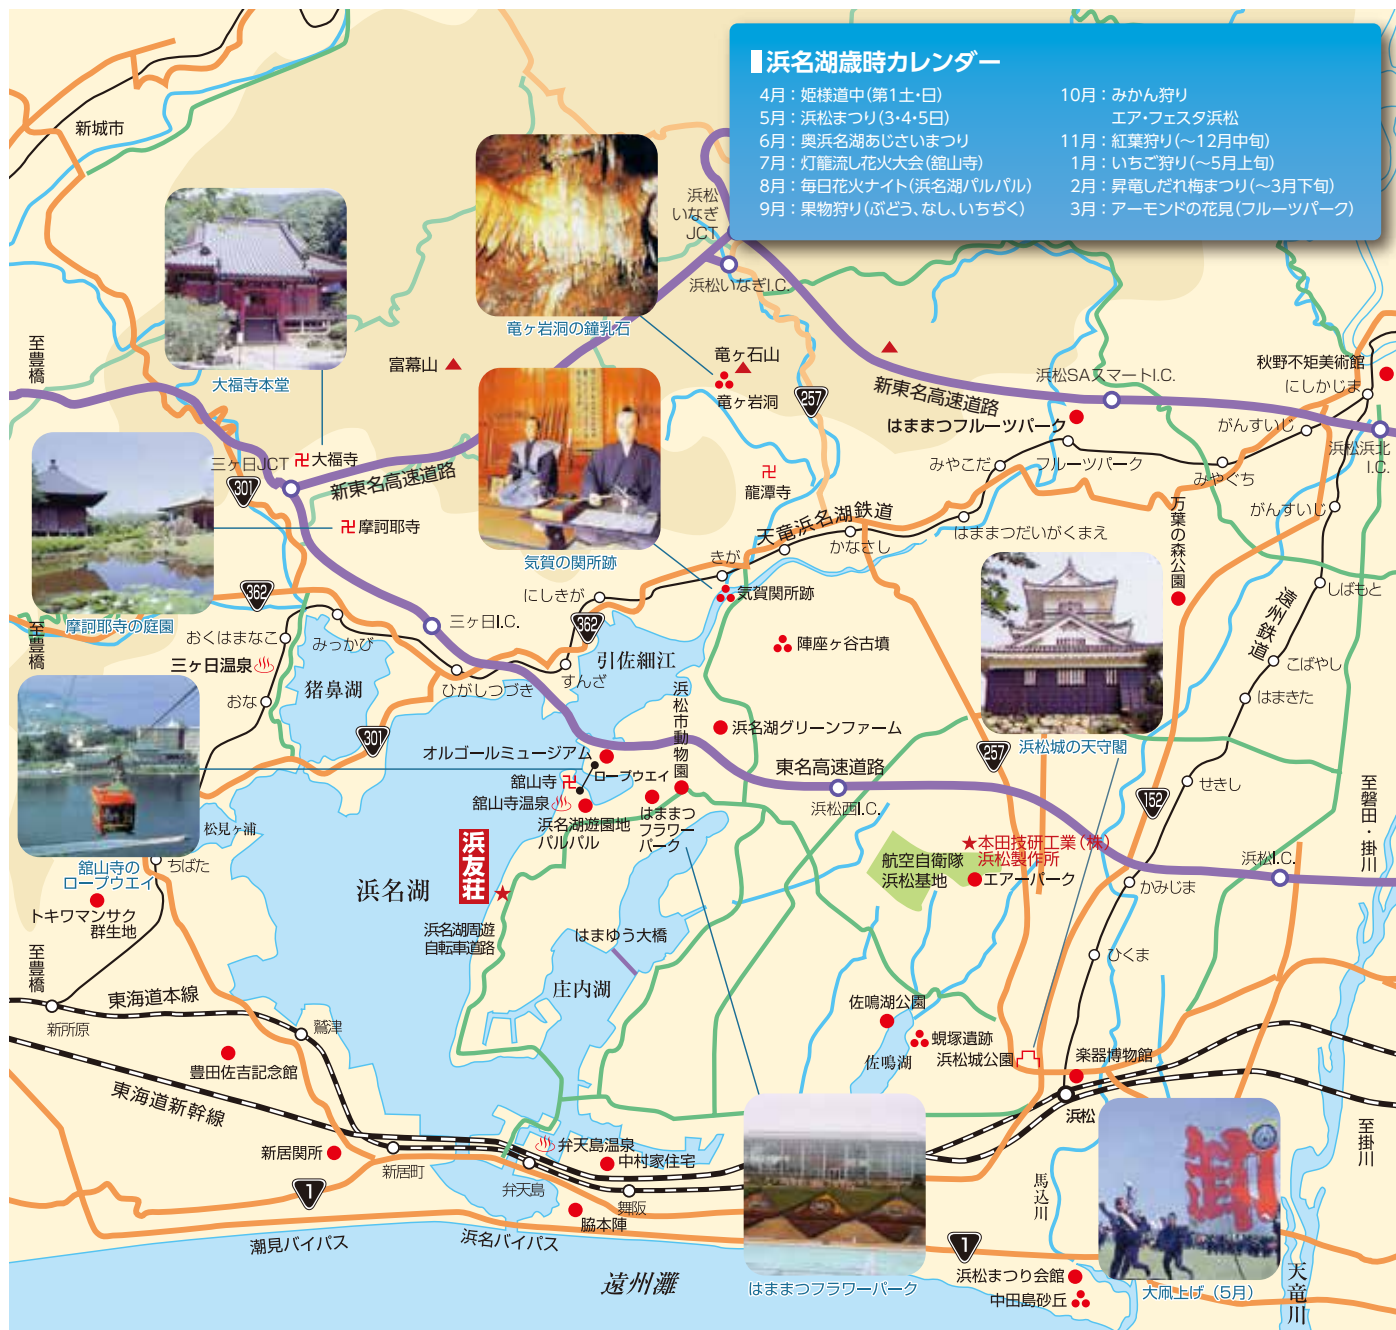 浜名湖歳時カレンダー
4月：姫様道中（第1土・日）
5月：浜松まつり（3・4・5日）
6月：奥浜名湖あじさいまつり
7月：灯籠流し花火大会（舘山寺）
8月：毎日花火ナイト（浜名湖パルパル）
9月：果物狩り（ぶどう、なし、いちぢく）
10月：みかん狩り
エア・フェスタ浜松
11月：紅葉狩り（～12月中旬）
1月：いちご狩り（～5月上旬）
2月：昇竜しだれ梅まつり（～3月下旬）
3月：アーモンドの花見（フルーツパーク）
新城市
浜松
いなぎ
JCT
浜松いなぎI.C.
竜ヶ岩洞の鐘乳石
大福寺本堂
至豊橋
富幕山
竜ヶ石山
竜ヶ岩洞
257
新東名高速道路
浜松SAスマートI.C.
はままつフルーツパーク
秋野不矩美術館
にしかじま
がんすいじ
浜松浜北
I.C.
みやこだ
フルーツパーク
みやぐち
がんすいじ
三ヶ日JCT
大福寺
301
新東名高速道路
摩訶耶寺
龍潭寺
天竜浜名湖鉄道
かなさし
はままつだいがくまえ
万葉の森公園
気賀の関所跡
きが
気賀関所跡
しばもと
遠州鉄道
362
摩訶耶寺の庭園
至豊橋
おくはまなこ
みっかび
三ヶ日温泉
三ヶ日I.C.
にしきが
362
引佐細江
陣座ヶ谷古墳
こばやし
はまきた
猪鼻湖
おな
ひがしつづき
すんざ
浜松市動物園
浜名湖グリーンファーム
浜松城の天守閣
301
オルゴールミュージアム
ロープウエイ
舘山寺
舘山寺温泉
浜名湖遊園地
パルパル
はままつ
フラワー
パーク
東名高速道路
浜松西I.C.
257
せきし
152
至磐田・掛川
松見ヶ浦
舘山寺の
ロープウエイ
ちばた
トキワマンサク
群生地
浜名湖
浜友荘
本田技研工業（株）
浜松製作所
航空自衛隊
浜松基地
エアーパーク
浜松I.C.
かみじま
浜名湖周遊
自転車道路
はまゆう大橋
庄内湖
ひくま
至豊橋
東海道本線
新所原
鷲津
豊田佐吉記念館
東海道新幹線
佐鳴湖公園
蜆塚遺跡
佐鳴湖
浜松城公園
楽器博物館
浜松
至掛川
新居関所
新居町
弁天島温泉
中村家住宅
弁天島
舞阪
脇本陣
1
潮見バイパス
浜名バイパス
遠州灘
はままつフラワーパーク
馬込川
1
浜松まつり会館
中田島砂丘
大凧上げ（5月）
天竜川